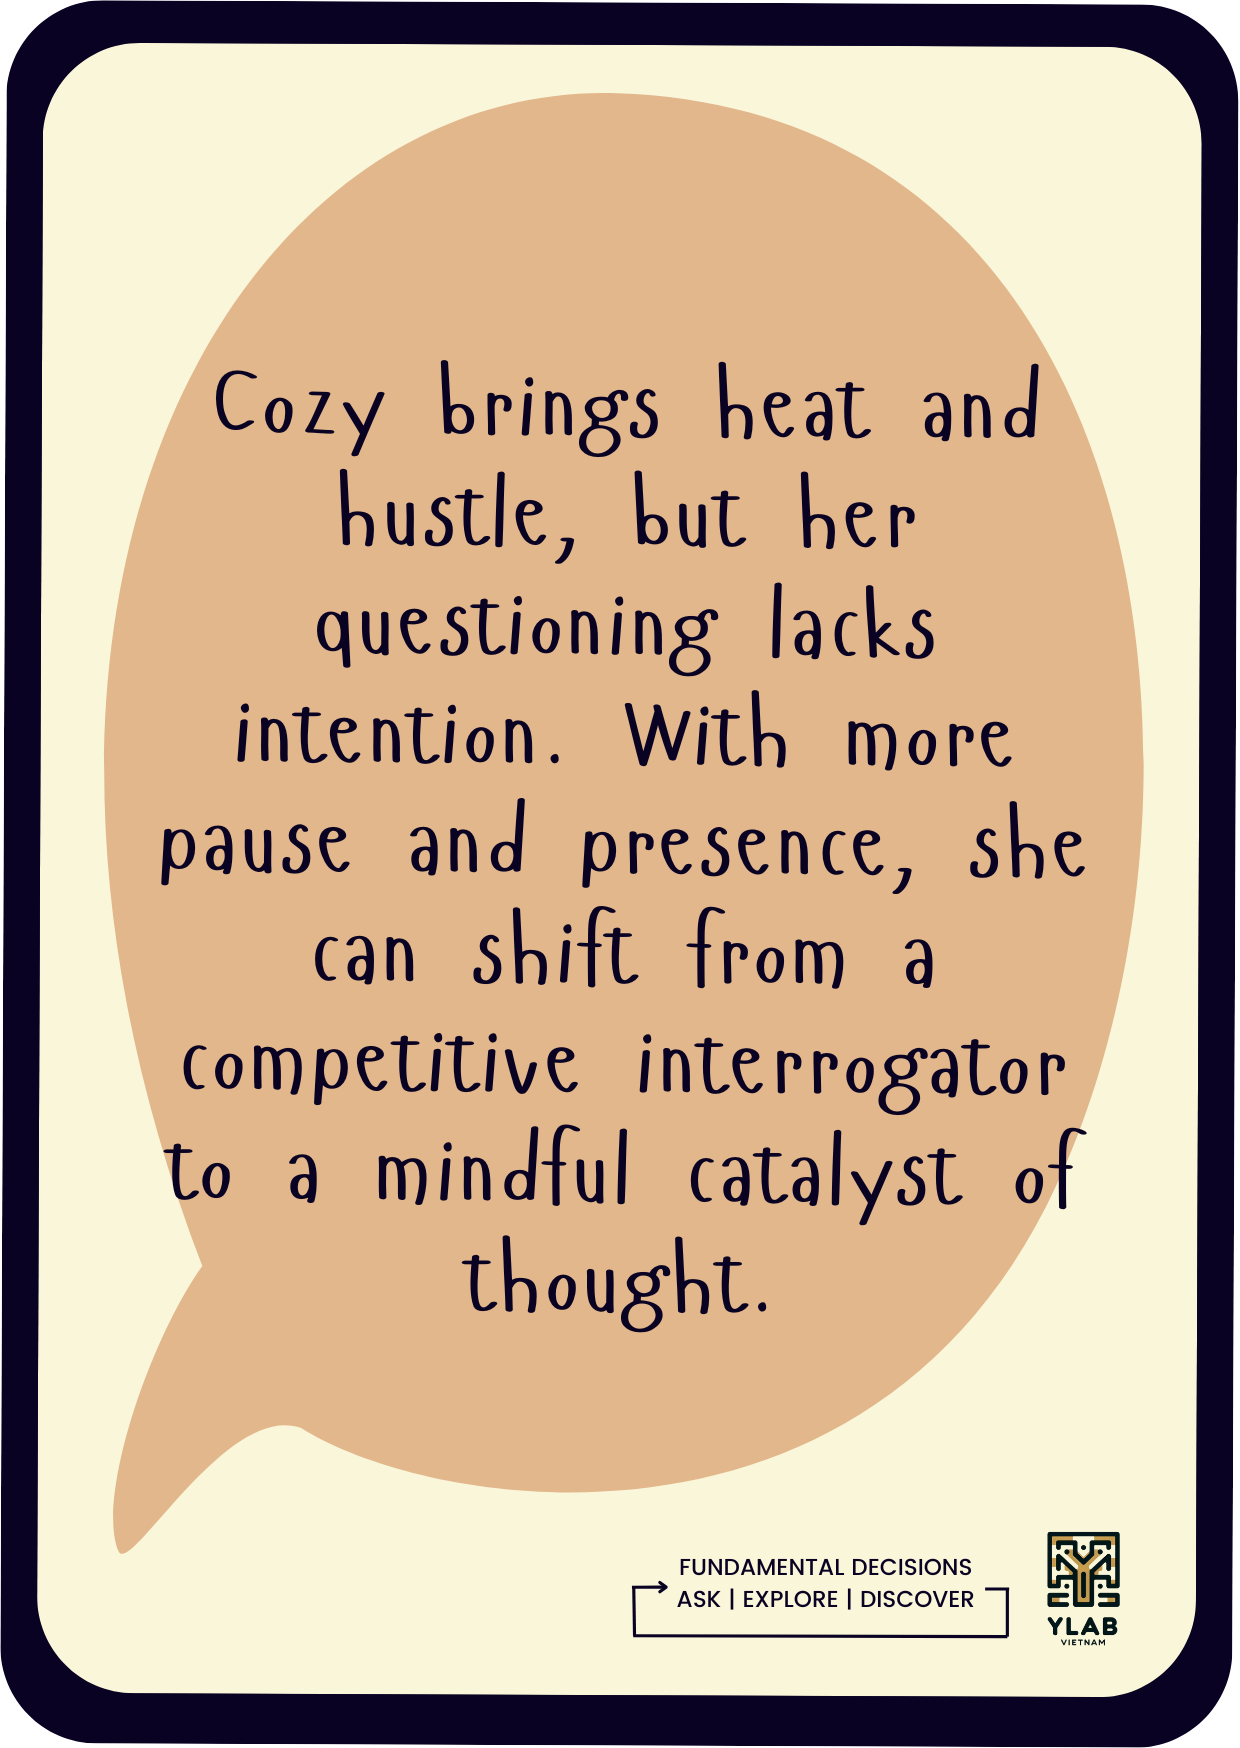 Cozy brings heat and
hustle, but her
questioning lacks
intention. With more
pause and presence, she
can shift from a
competitive interrogator
to a mindful catalyst of
thought.
FUNDAMENTAL DECISIONS
ASK | EXPLORE | DISCOVER
YLAB
VIETNAM